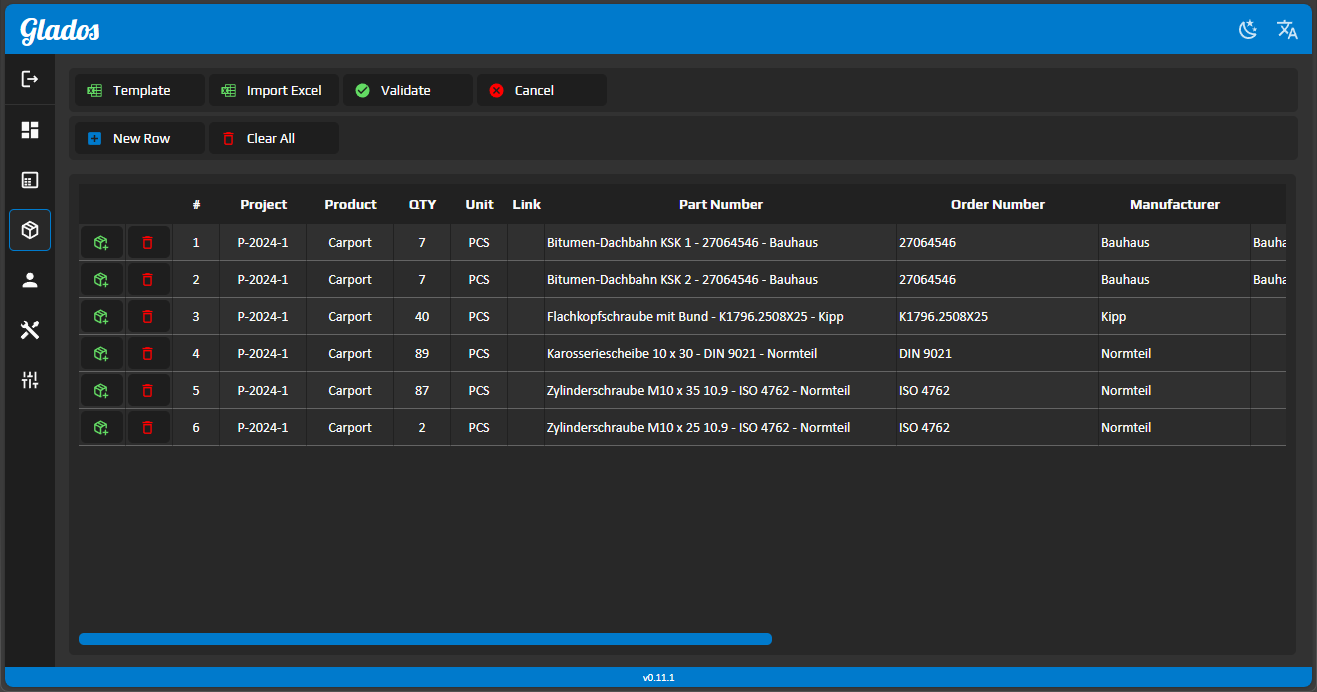 Glados
Template Import Excel Validate Cancel
New Row Clear All
# Project Product QTY Unit Link Part Number Order Number Manufacturer
1 P-2024-1 Carport 7 PCS Bitumen-Dachbahn KSK 1 - 27064546 - Bauhaus 27064546 Bauhaus Bauha
2 P-2024-1 Carport 7 PCS Bitumen-Dachbahn KSK 2 - 27064546 - Bauhaus 27064546 Bauhaus Bauha
3 P-2024-1 Carport 40 PCS Flachkopfschraube mit Bund - K1796.2508X25 - Kipp K1796.2508X25 Kipp
4 P-2024-1 Carport 89 PCS Karosseriescheibe 10 x 30 - DIN 9021 - Normteil DIN 9021 Normteil
5 P-2024-1 Carport 87 PCS Zylinderschraube M10 x 35 10.9 - ISO 4762 - Normteil ISO 4762 Normteil
6 P-2024-1 Carport 2 PCS Zylinderschraube M10 x 25 10.9 - ISO 4762 - Normteil ISO 4762 Normteil
v0.11.1